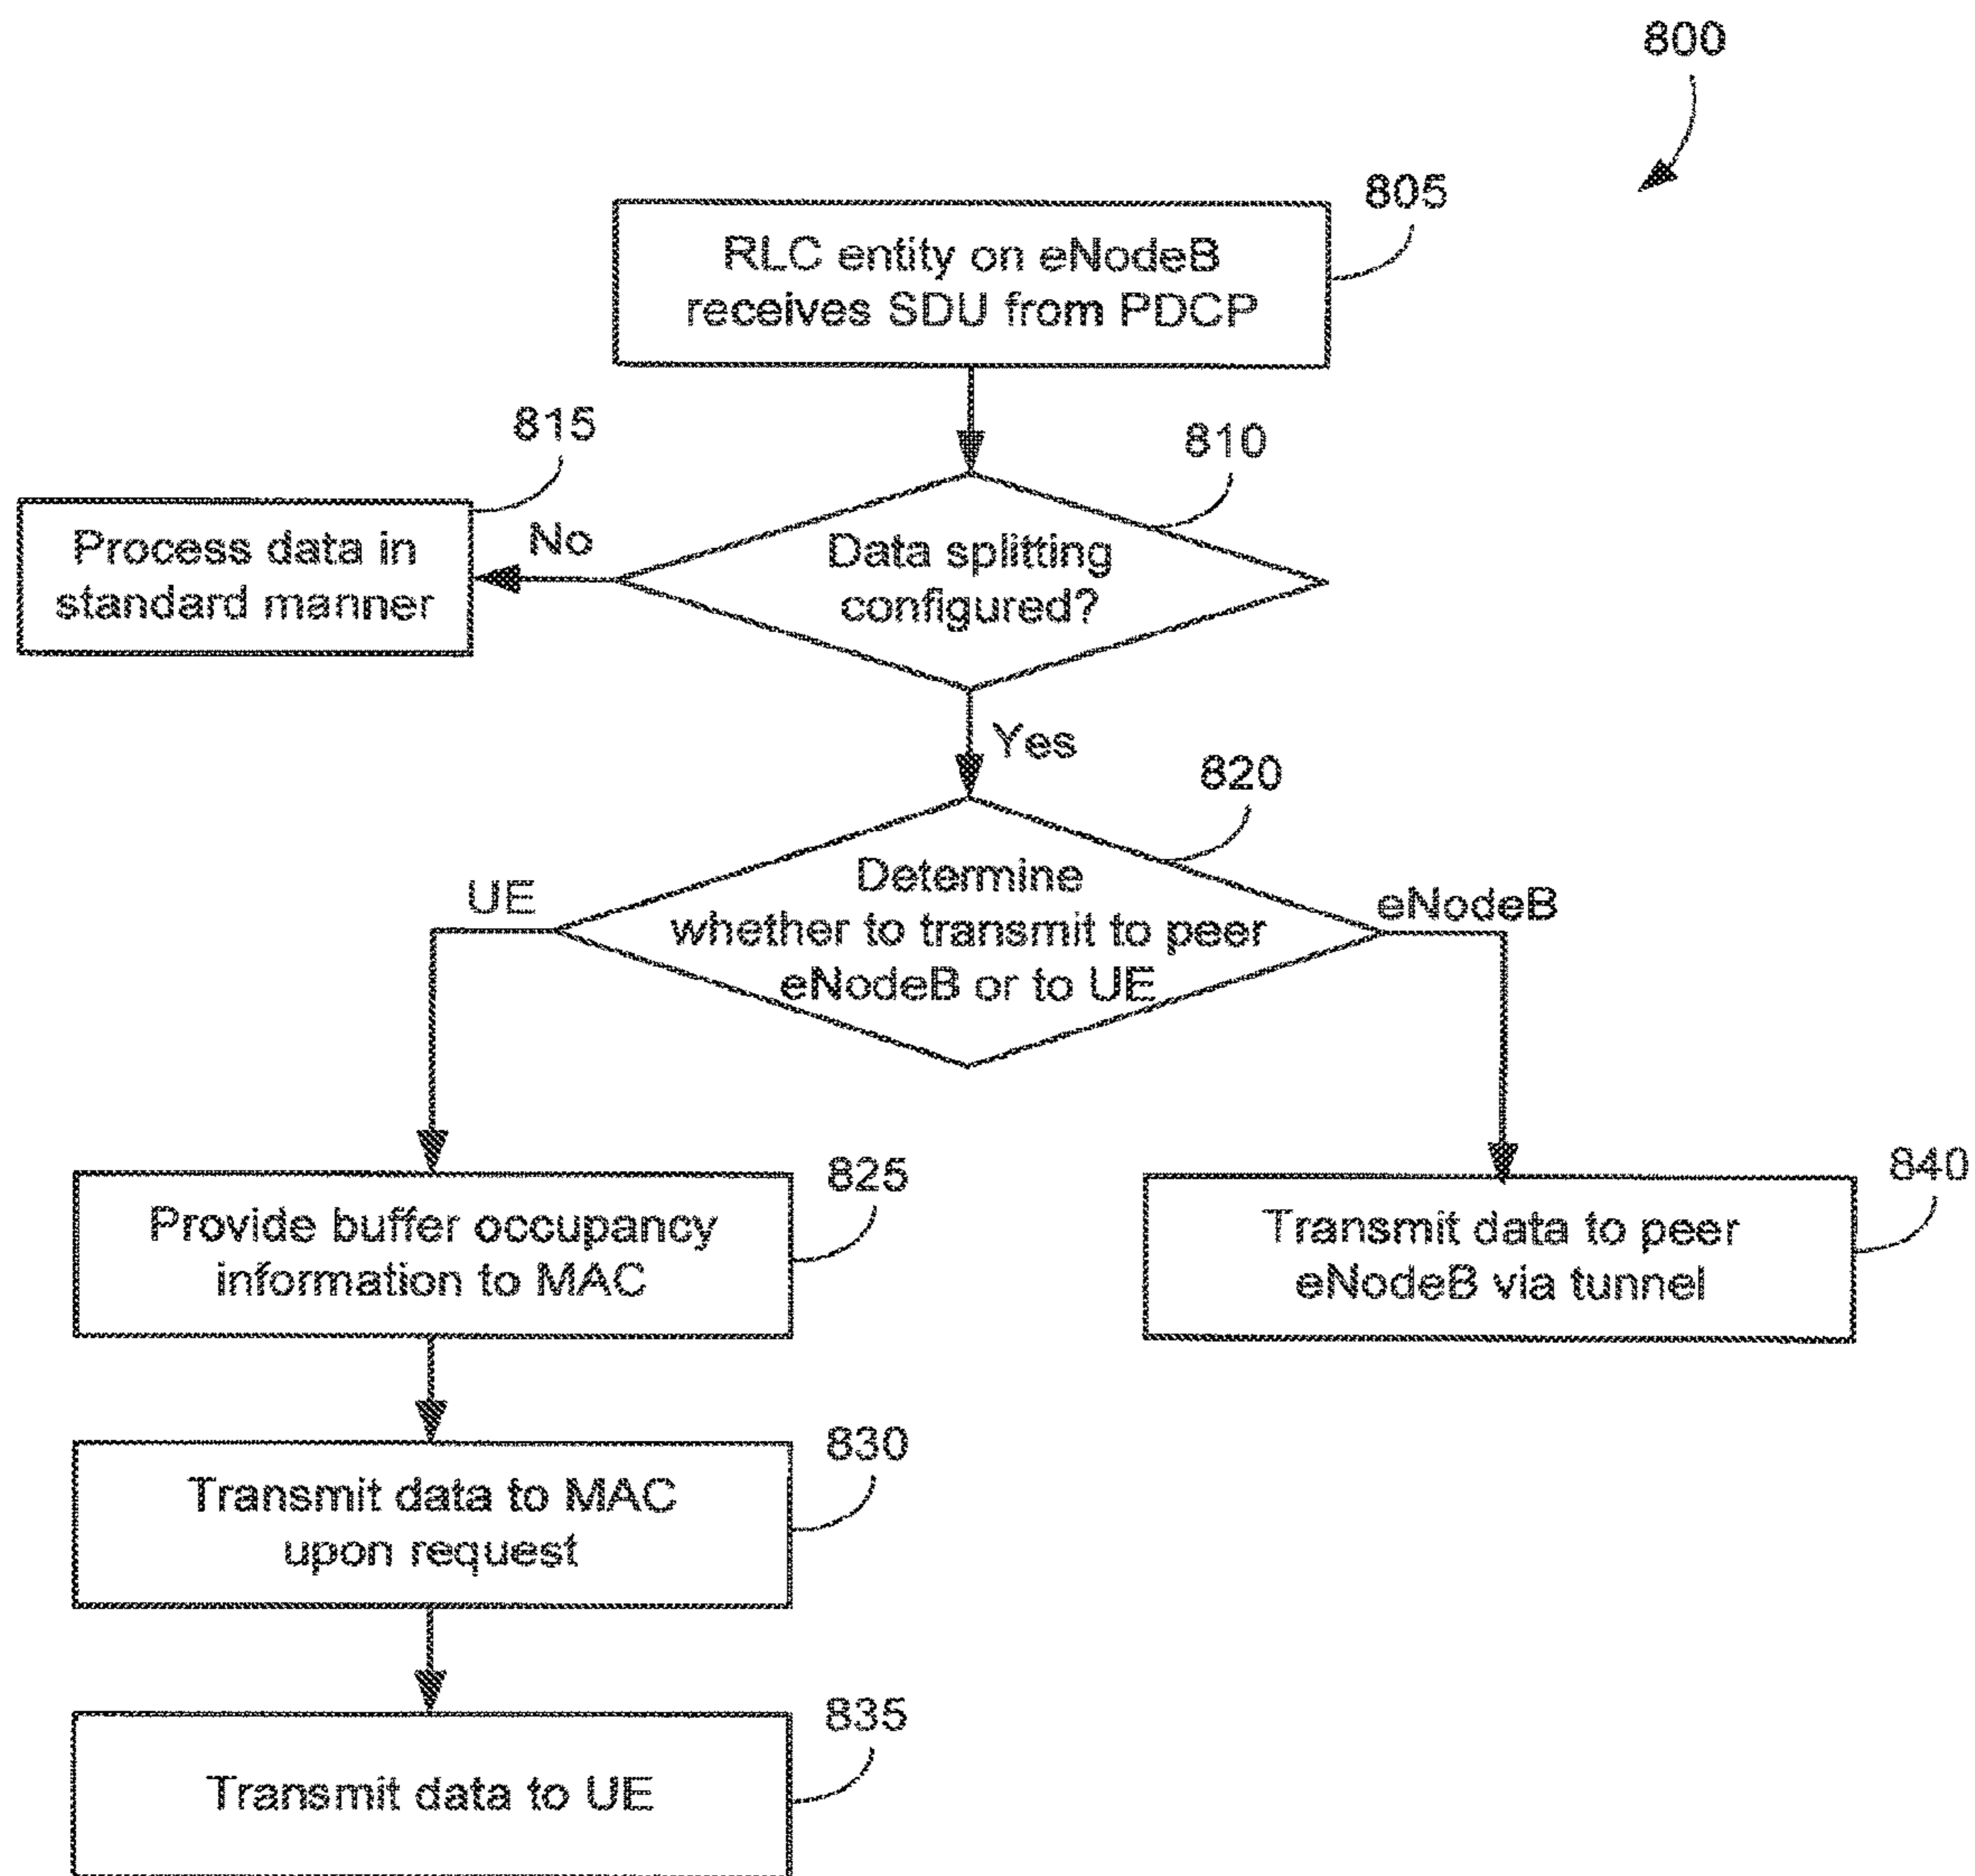 800
805
RLC entity on eNodeB
receives SDU from PDCP
815
810
Process data in
standard manner
No
Data splitting
configured?
Yes
820
UE
Determine
whether to transmit to peer
eNodeB or to UE
eNodeB
825
Provide buffer occupancy
information to MAC
840
Transmit data to peer
eNodeB via tunnel
830
Transmit data to MAC
upon request
835
Transmit data to UE